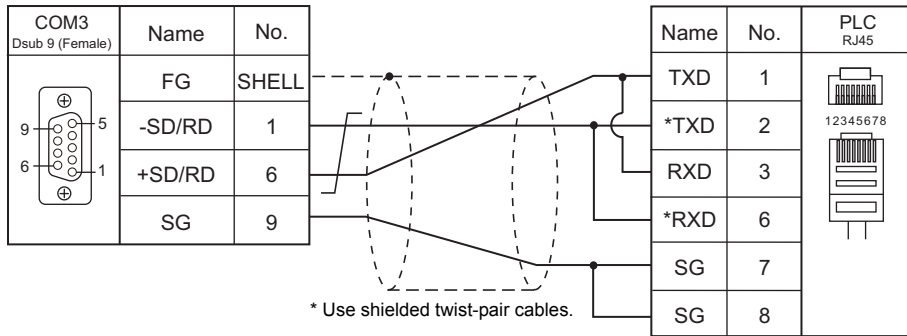 COM3
Dsub 9 (Female)
Name No.
FG SHELL
-SD/RD 1
+SD/RD 6
SG 9
9 5
6 1
Name No. PLC
RJ45
TXD 1
*TXD 2
RXD 3
*RXD 6
SG 7
SG 8
12345678
* Use shielded twist-pair cables.